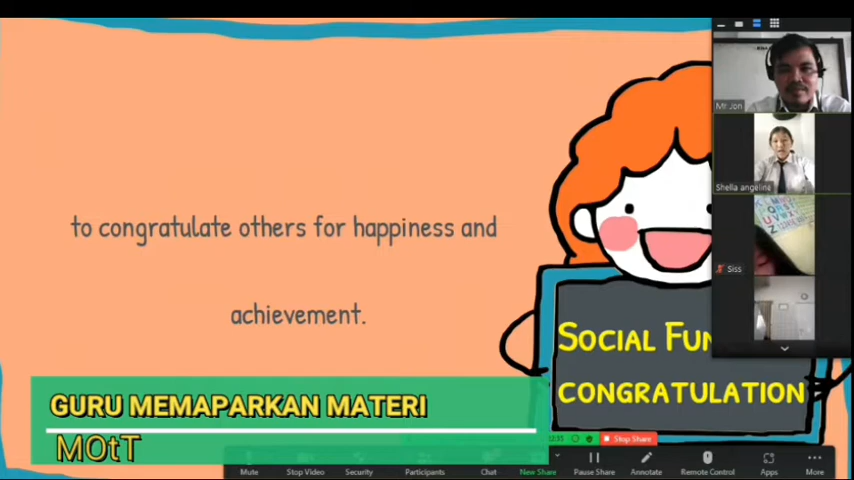 to congratulate others for happiness and
achievement.
SOCIAL FUN
CONGRATULATION
GURU MEMAPARKAN MATERI
MOtT
Mr Jon
Shella angeline
Siss
Stop Share
Mute
Stop Video
Security
Participants
Chat
New Share
Pause Share
Annotate
Remote Control
Apps
More